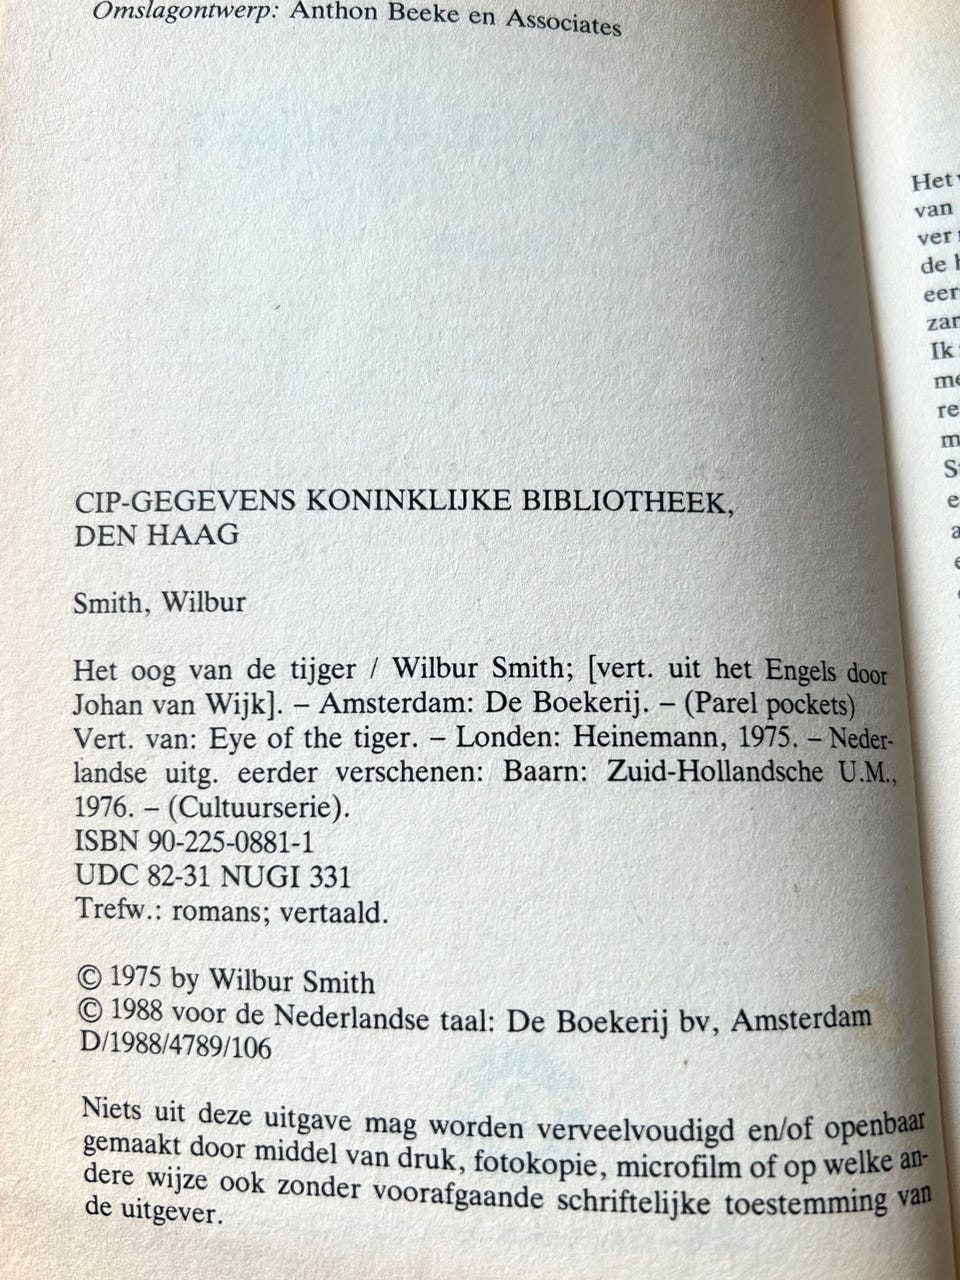 Omslagontwerp: Anthon Beeke en Associates
CIP-GEGEVENS KONINKLIJKE BIBLIOTHEEK,
DEN HAAG
Smith, Wilbur
Het oog van de tijger / Wilbur Smith; [vert. uit het Engels door
Johan van Wijk]. – Amsterdam: De Boekerij. – (Parel pockets)
Vert. van: Eye of the tiger. – Londen: Heinemann, 1975. – Neder-
landse uitg. eerder verschenen: Baarn: Zuid-Hollandsche U.M.,
1976. – (Cultuurserie).
ISBN 90-225-0881-1
UDC 82-31 NUGI 331
Trefw.: romans; vertaald.
© 1975 by Wilbur Smith
© 1988 voor de Nederlandse taal: De Boekerij bv, Amsterdam
D/1988/4789/106
Niets uit deze uitgave mag worden verveelvoudigd en/of openbaar
gemaakt door middel van druk, fotokopie, microfilm of op welke an-
dere wijze ook zonder voorafgaande schriftelijke toestemming van
de uitgever.
Het
van
ver
de
eer
zan
Ik
me
re
m